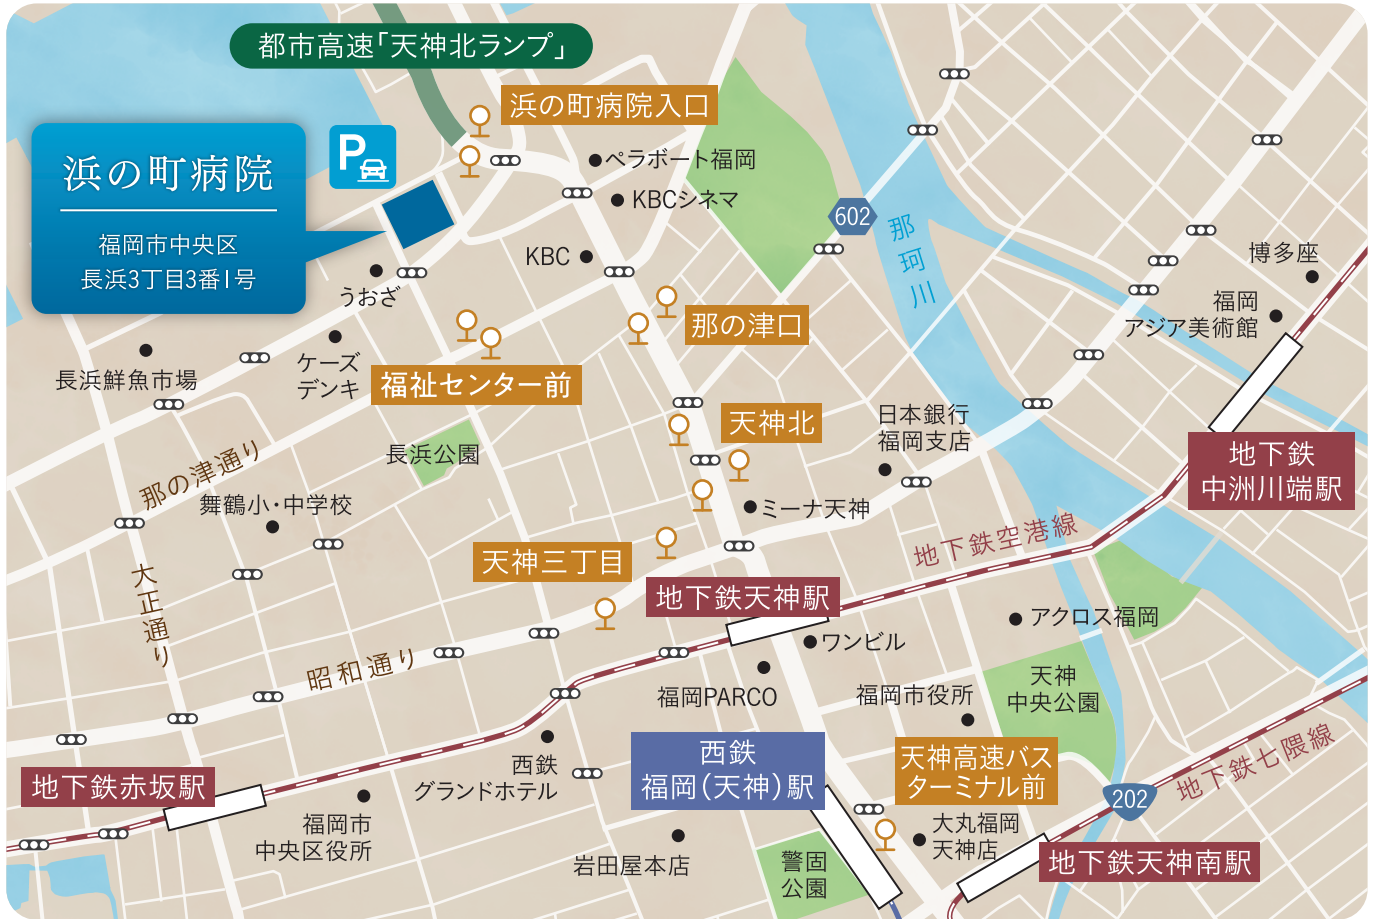 都市高速「天神北ランプ」
浜の町病院入口
P
浜の町病院
福岡市中央区
長浜3丁目3番1号
ベラボート福岡
KBCシネマ
KBC
602
那珂川
博多座
福岡
アジア美術館
うおざ
那の津口
ケーズ
デンキ
福祉センター前
長浜鮮魚市場
天神北
日本銀行
福岡支店
長浜公園
地下鉄
中洲川端駅
那の津通り
舞鶴小・中学校
ミーナ天神
地下鉄空港線
天神三丁目
大正通り
地下鉄天神駅
アクロス福岡
ワンビル
昭和通り
福岡PARCO
福岡市役所
天神
中央公園
西鉄
福岡(天神)駅
天神高速バス
ターミナル前
地下鉄七隈線
地下鉄赤坂駅
西鉄
グランドホテル
202
福岡市
中央区役所
岩田屋本店
大丸福岡
天神店
警固
公園
地下鉄天神南駅